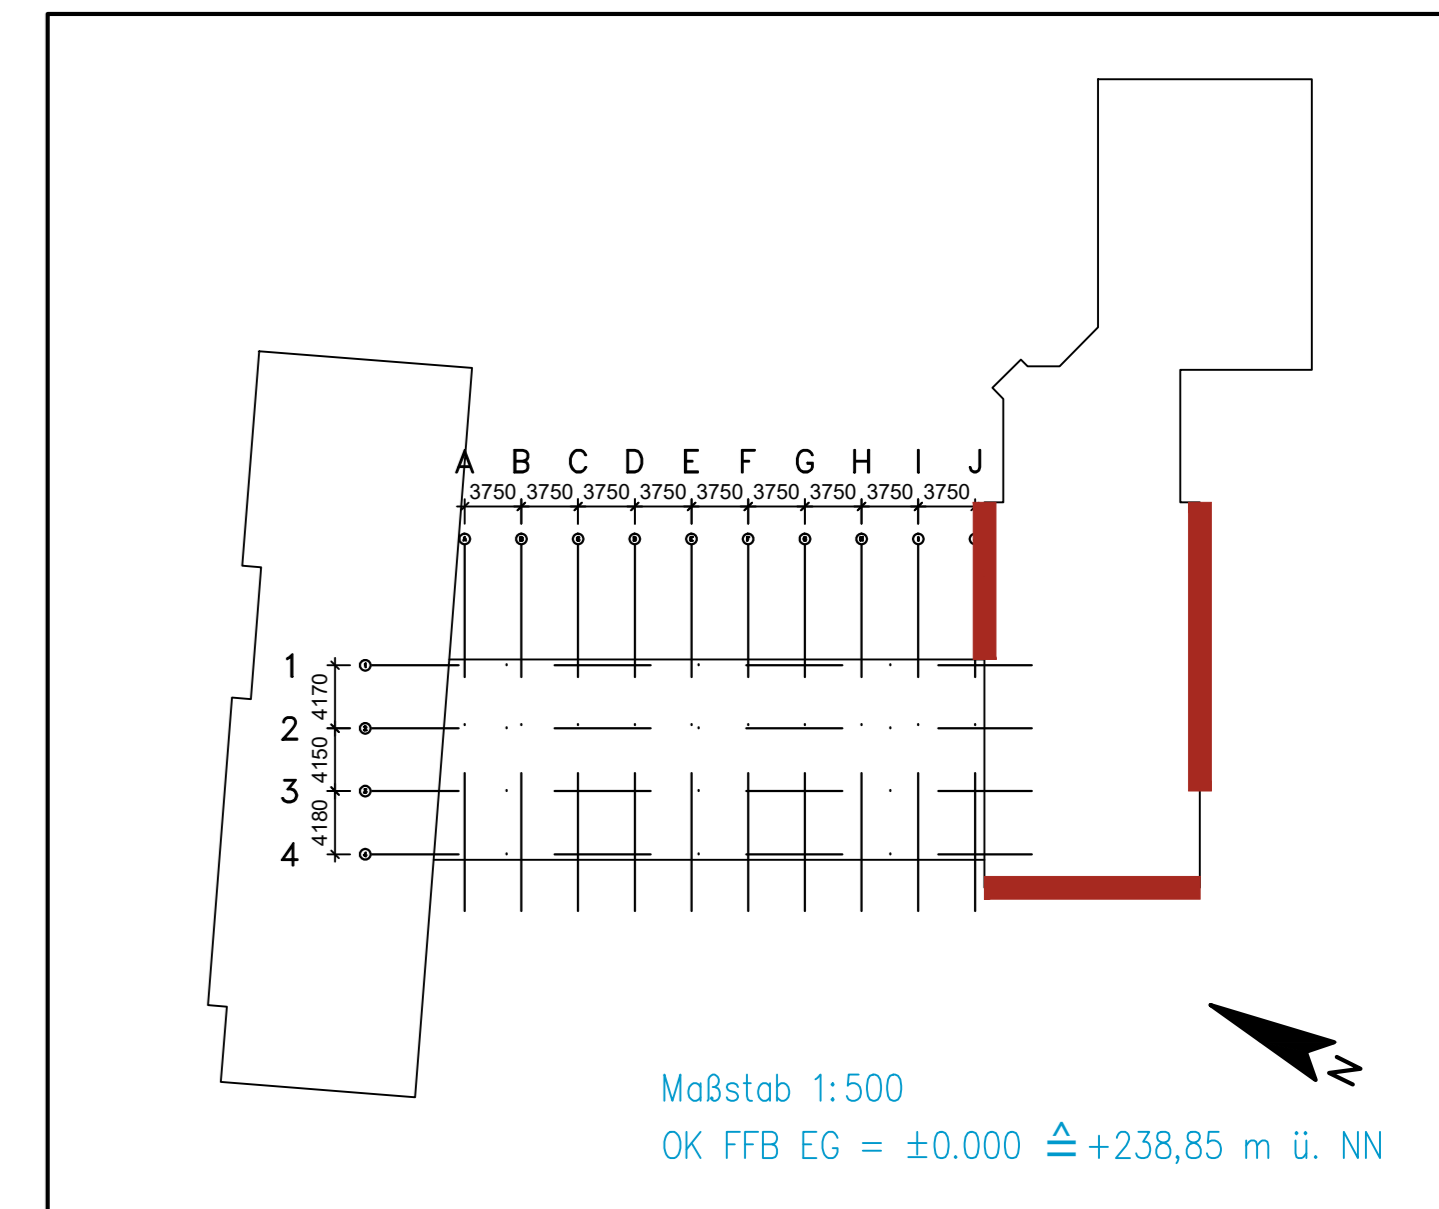 A B C D E F G H I J
3750 3750 3750 3750 3750 3750 3750 3750 3750
A B C D E F G H I
1
4170
2
4150
3
4180
4
N
Maßstab 1:500
OK FFB EG = ±0.000 ≙ +238,85 m ü. NN